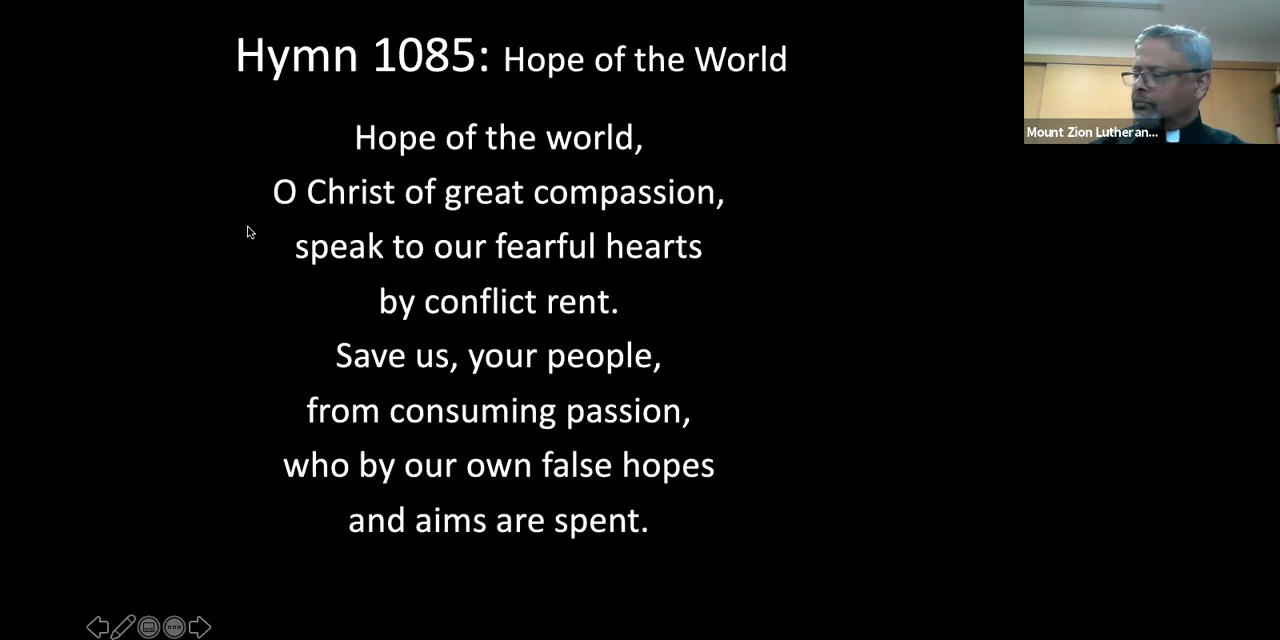 Hymn 1085: Hope of the World
Hope of the world,
O Christ of great compassion,
speak to our fearful hearts
by conflict rent.
Save us, your people,
from consuming passion,
who by our own false hopes
and aims are spent.
Mount Zion Lutheran...